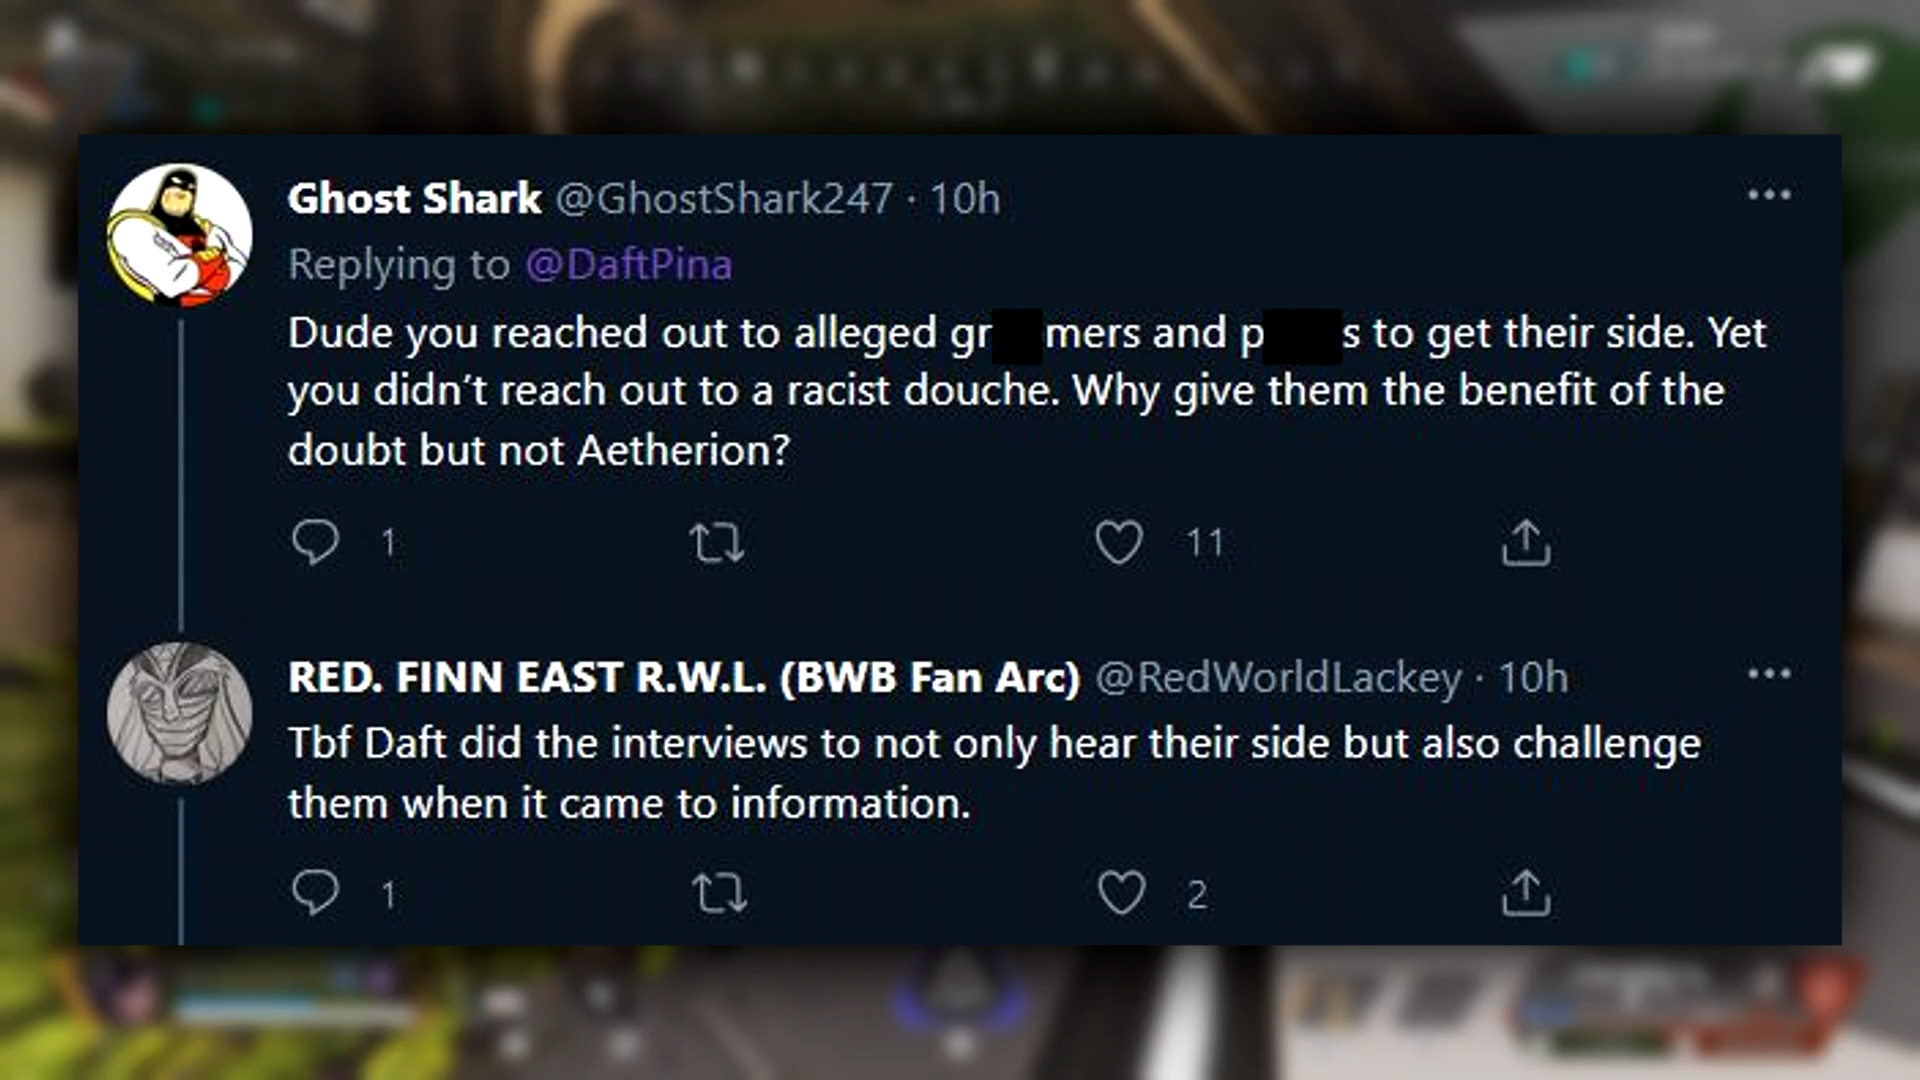 Ghost Shark @GhostShark247 · 10h
Replying to @DaftPina
Dude you reached out to alleged gr mers and p s to get their side. Yet
you didn't reach out to a racist douche. Why give them the benefit of the
doubt but not Aetherion?
1 11
RED. FINN EAST R.W.L. (BWB Fan Arc) @RedWorldLackey · 10h
Tbf Daft did the interviews to not only hear their side but also challenge
them when it came to information.
1 2